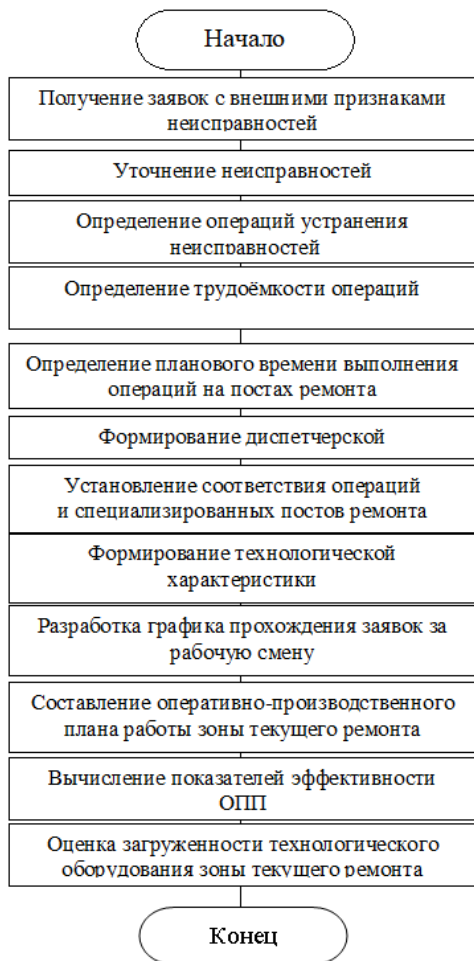 Начало
Получение заявок с внешними признаками
неисправностей
Уточнение неисправностей
Определение операций устранения
неисправностей
Определение трудоёмкости операций
Определение планового времени выполнения
операций на постах ремонта
Формирование диспетчерской
Установление соответствия операций
и специализированных постов ремонта
Формирование технологической
характеристики
Разработка графика прохождения заявок за
рабочую смену
Составление оперативно-производственного
плана работы зоны текущего ремонта
Вычисление показателей эффективности
ОПП
Оценка загруженности технологического
оборудования зоны текущего ремонта
Конец